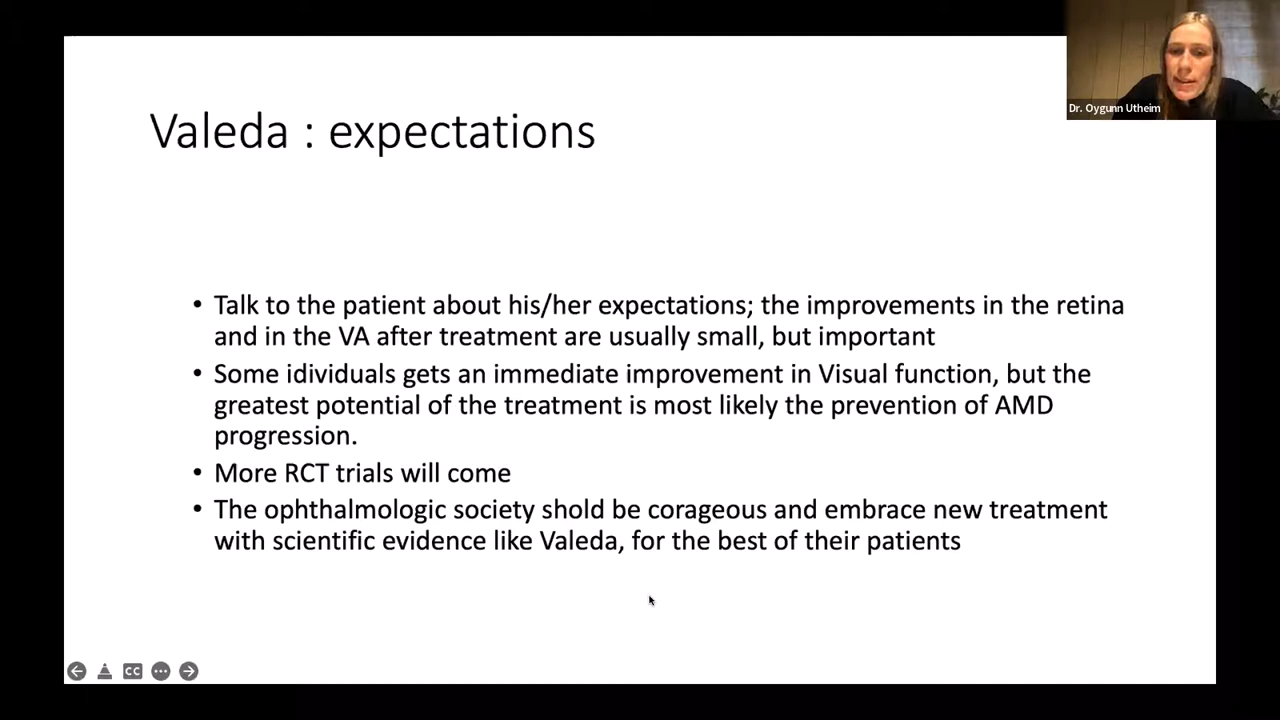 Dr. Oygunn Utheim
Valeda : expectations
• Talk to the patient about his/her expectations; the improvements in the retina
and in the VA after treatment are usually small, but important
• Some idividuals gets an immediate improvement in Visual function, but the
greatest potential of the treatment is most likely the prevention of AMD
progression.
• More RCT trials will come
• The ophthalmologic society shold be corageous and embrace new treatment
with scientific evidence like Valeda, for the best of their patients
CC